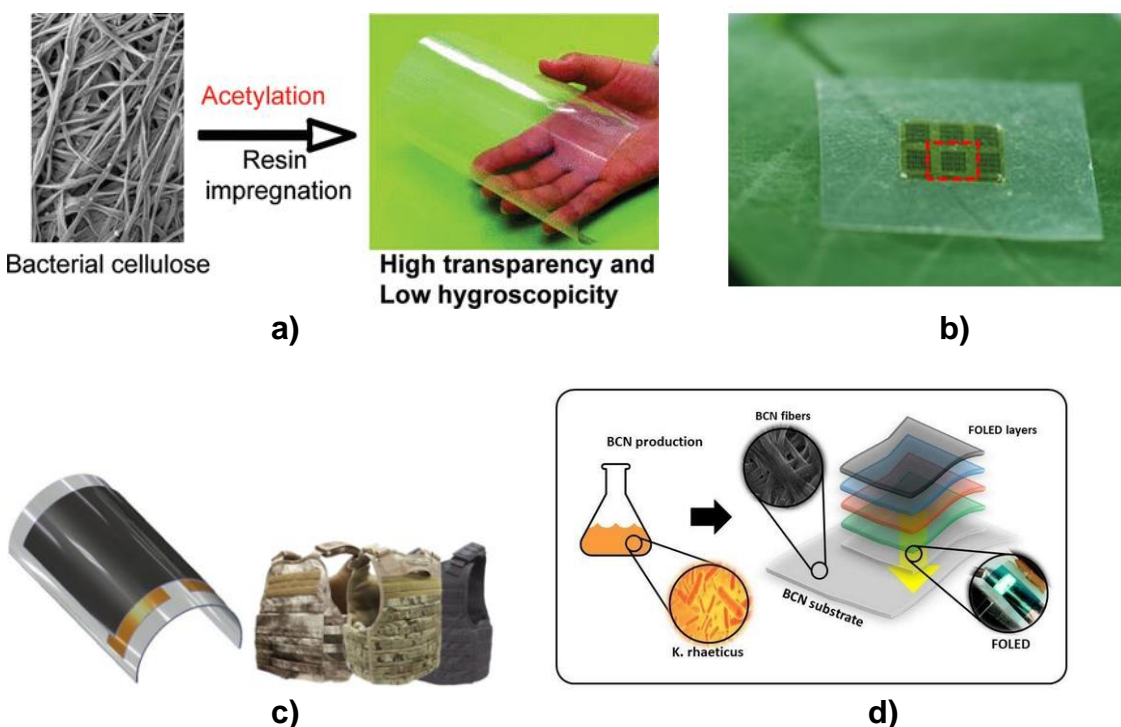 Acetylation
Resin
impregnation
Bacterial cellulose
High transparency and
Low hygroscopicity
a)
b)
c)
BCN production
K. rhaeticus
BCN fibers
FOLED layers
BCN substrate
FOLED
d)